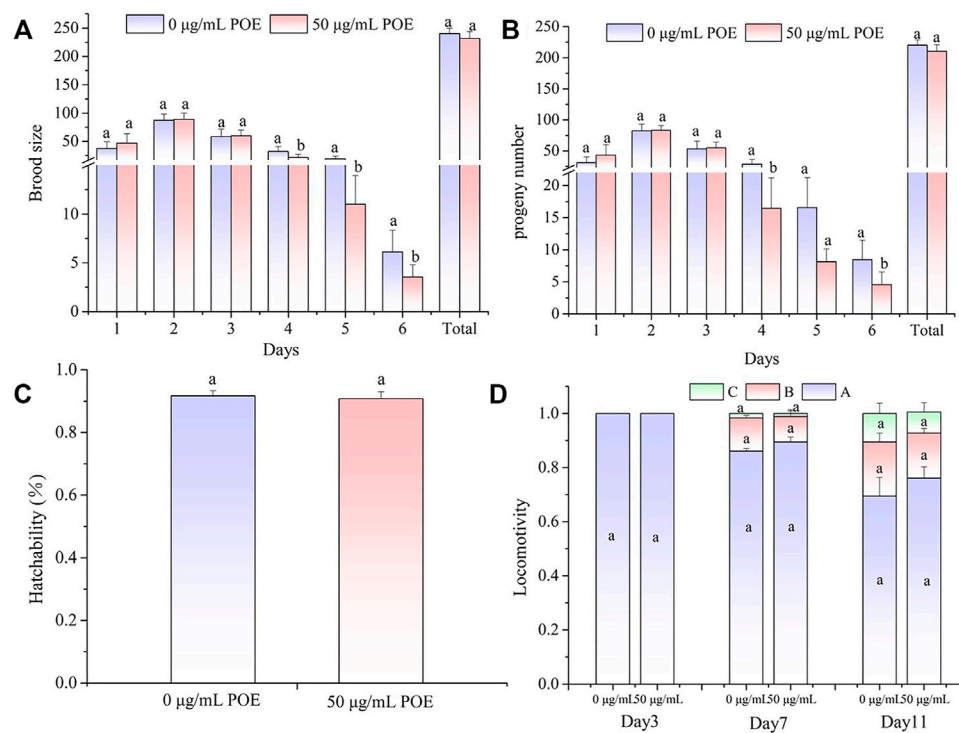 A
0 μg/mL POE 50 μg/mL POE
Brood size
250
200
150
100
50
10
5
0
a a a a a a a b a b a b a a
1 2 3 4 5 6 Total
Days
B
0 μg/mL POE 50 μg/mL POE
progeny number
250
200
150
100
50
20
15
10
5
0
a a a a a a a b a a a b a a
1 2 3 4 5 6 Total
Days
C
Hatchability (%)
1.0
0.8
0.6
0.4
0.2
0.0
a a
0 μg/mL POE 50 μg/mL POE
D
C B A
Locomotivity
1.0
0.8
0.6
0.4
0.2
0.0
a a a a a a
a a a a
a a a a
0 μg/mL 50 μg/mL 0 μg/mL 50 μg/mL 0 μg/mL 50 μg/mL
Day3 Day7 Day11